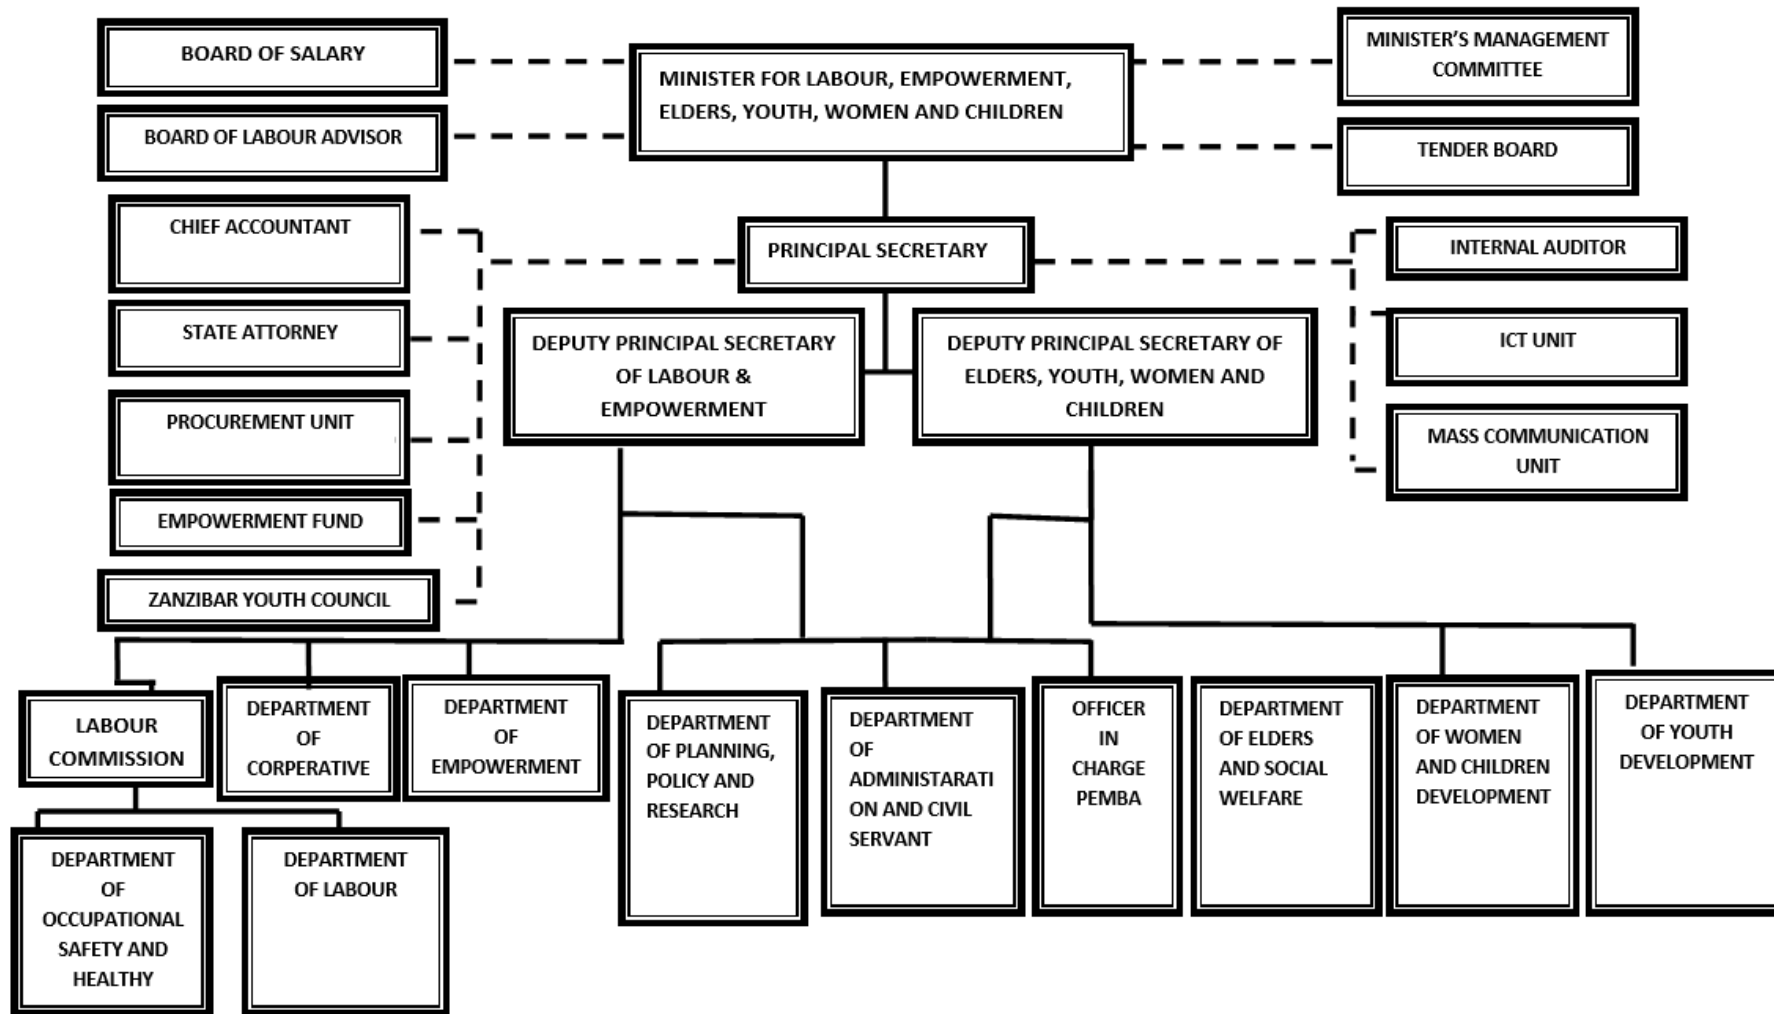 BOARD OF SALARY
MINISTER FOR LABOUR, EMPOWERMENT,
ELDERS, YOUTH, WOMEN AND CHILDREN
MINISTER'S MANAGEMENT
COMMITTEE
BOARD OF LABOUR ADVISOR
TENDER BOARD
CHIEF ACCOUNTANT
PRINCIPAL SECRETARY
INTERNAL AUDITOR
STATE ATTORNEY
DEPUTY PRINCIPAL SECRETARY
OF LABOUR &
EMPOWERMENT
DEPUTY PRINCIPAL SECRETARY OF
ELDERS, YOUTH, WOMEN AND
CHILDREN
ICT UNIT
PROCUREMENT UNIT
MASS COMMUNICATION
UNIT
EMPOWERMENT FUND
ZANZIBAR YOUTH COUNCIL
LABOUR
COMMISSION
DEPARTMENT
OF
CORPERATIVE
DEPARTMENT
OF
EMPOWERMENT
DEPARTMENT
OF PLANNING,
POLICY AND
RESEARCH
DEPARTMENT
OF
ADMINISTARATI
ON AND CIVIL
SERVANT
OFFICER
IN
CHARGE
PEMBA
DEPARTMENT
OF ELDERS
AND SOCIAL
WELFARE
DEPARTMENT
OF WOMEN
AND CHILDREN
DEVELOPMENT
DEPARTMENT
OF YOUTH
DEVELOPMENT
DEPARTMENT
OF
OCCUPATIONAL
SAFETY AND
HEALTHY
DEPARTMENT
OF LABOUR